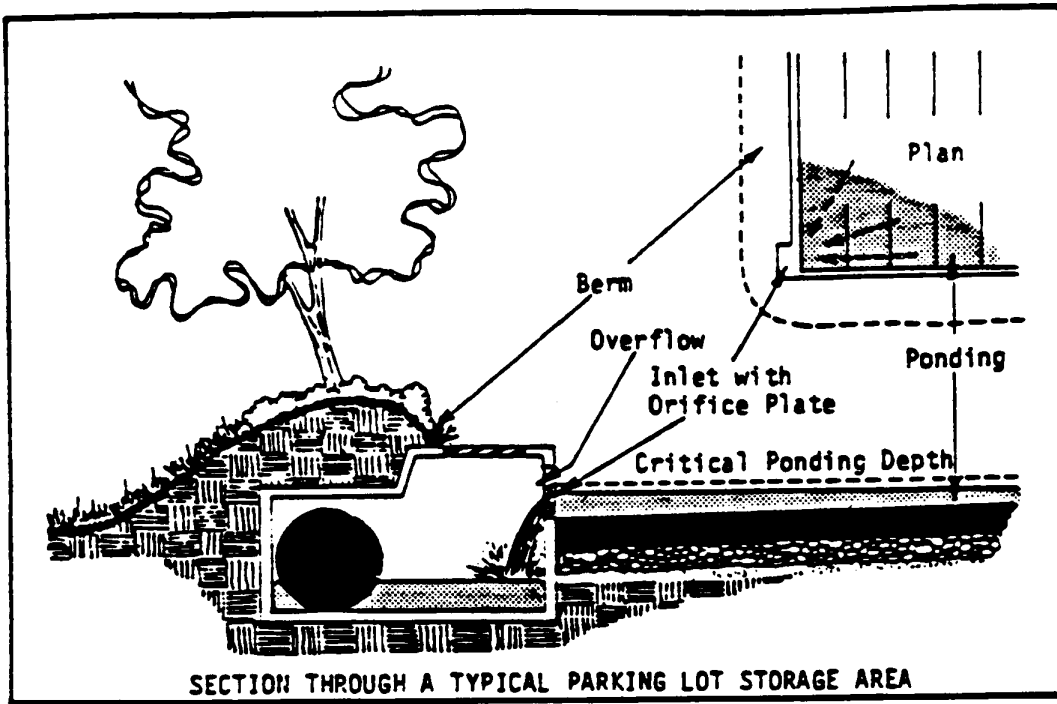 Plan
Berm
Overflow
Inlet with
Orifice Plate
Ponding
Critical Ponding Depth
SECTION THROUGH A TYPICAL PARKING LOT STORAGE AREA